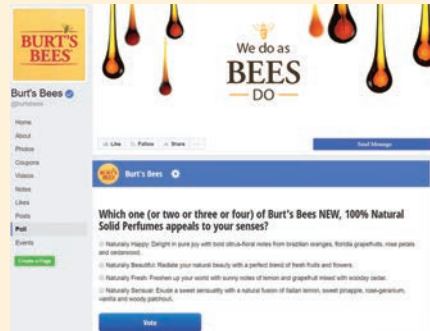 BURT'S
BEES
Burt's Bees
@burtsbees
Home
About
Photos
Coupons
Videos
Notes
Likes
Posts
Poll
Events
Create a Page
We do as
BEES
DO
Like Follow Share ...
Send Message
BURT'S
BEES
Burt's Bees
Which one (or two or three or four) of Burt's Bees NEW, 100% Natural
Solid Perfumes appeals to your senses?
Naturally Happy: Delight in pure joy with bold citrus-floral notes from brazilian oranges, florida grapefruits, rose petals
and cedarwood.
Naturally Beautiful: Radiate your natural beauty with a perfect blend of fresh fruits and flowers.
Naturally Fresh: Freshen up your world with sunny notes of lemon and grapefruit mixed with woodsy cedar.
Naturally Sensual: Exude a sweet sensuality with a natural fusion of italian lemon, sweet pinapple, rose-geranium,
vanilla and woody patchouli.
Vote